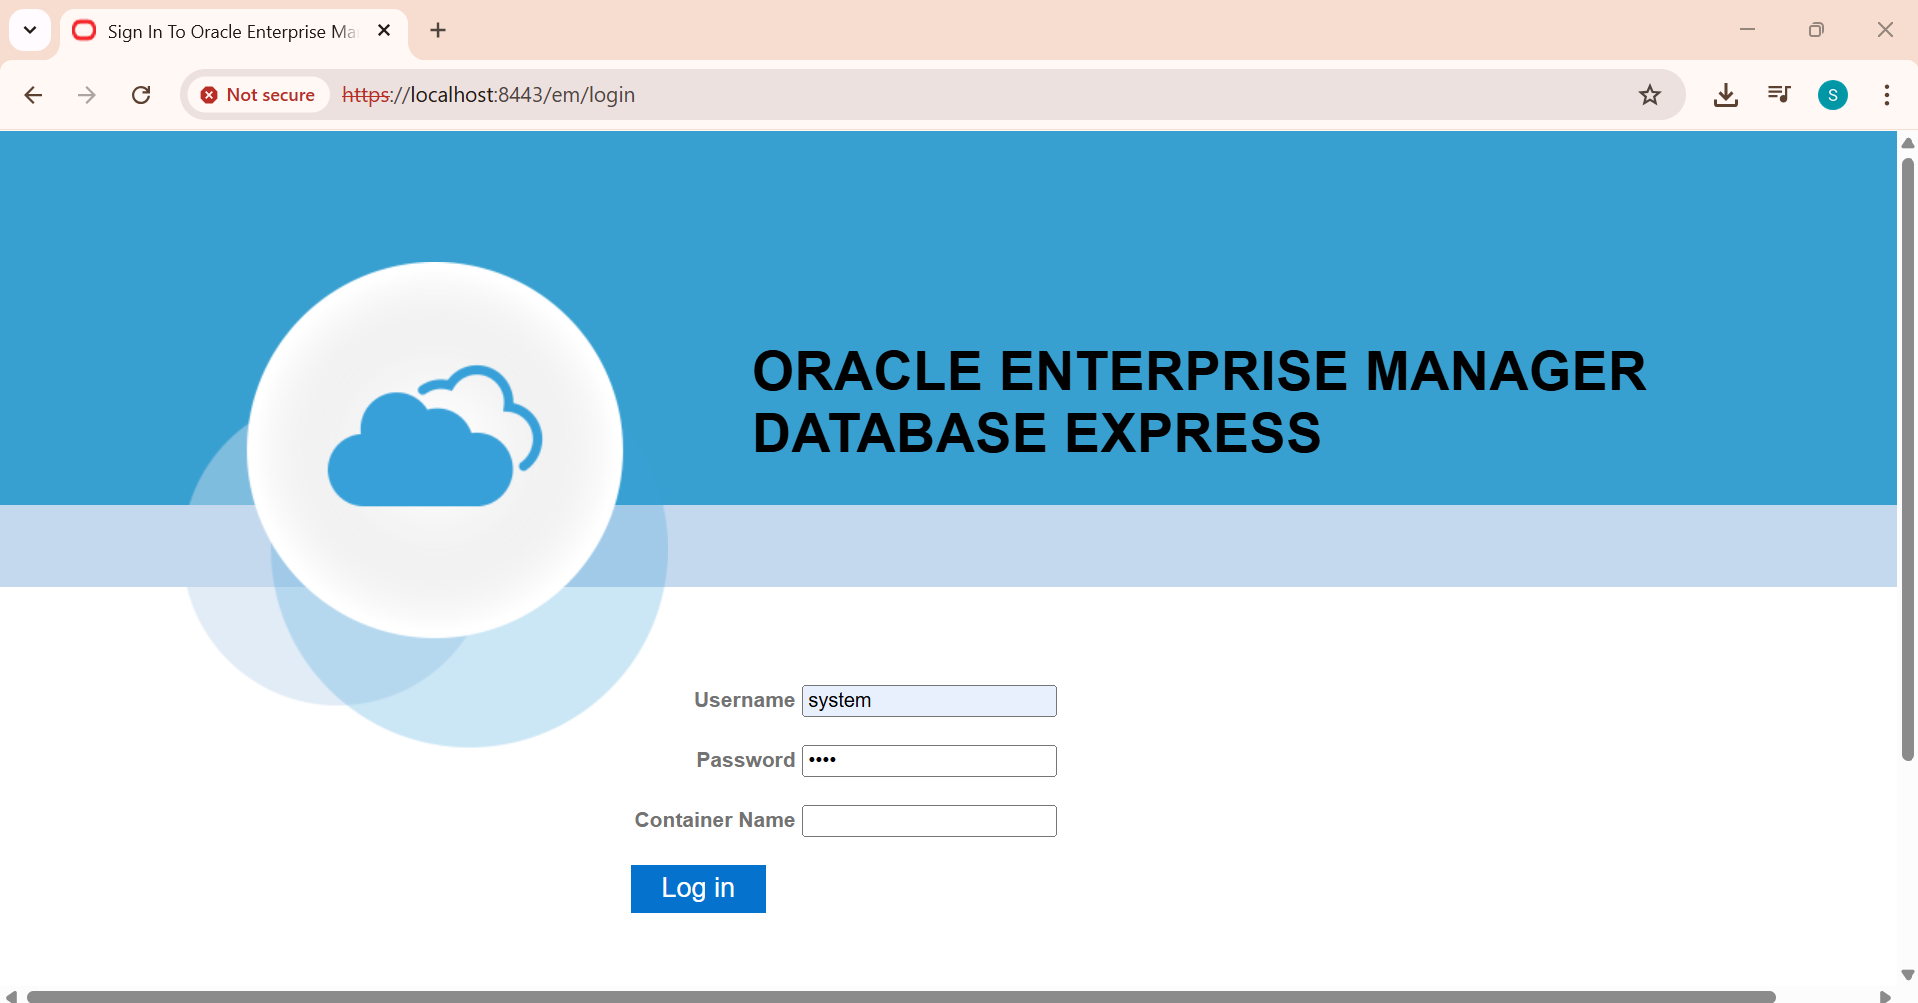 Sign In To Oracle Enterprise Ma
Not secure https://localhost:8443/em/login
S
ORACLE ENTERPRISE MANAGER
DATABASE EXPRESS
Username system
Password ••••
Container Name
Log in